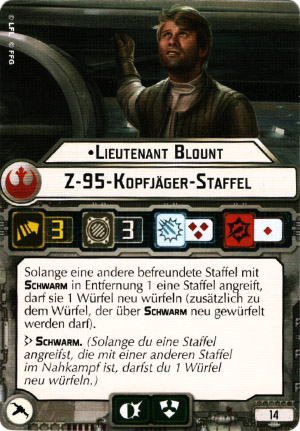 © LFL © FFG
•Lieutenant Blount
Z-95-Kopfjäger-Staffel
3 3
Solange eine andere befreundete Staffel mit
Schwarm in Entfernung 1 eine Staffel angreift,
darf sie 1 Würfel neu würfeln (zusätzlich zu
dem Würfel, der über Schwarm neu gewürfelt
werden darf).
Schwarm. (Solange du eine Staffel
angreifst, die mit einer anderen Staffel
im Nahkampf ist, darfst du 1 Würfel
neu würfeln.)
14